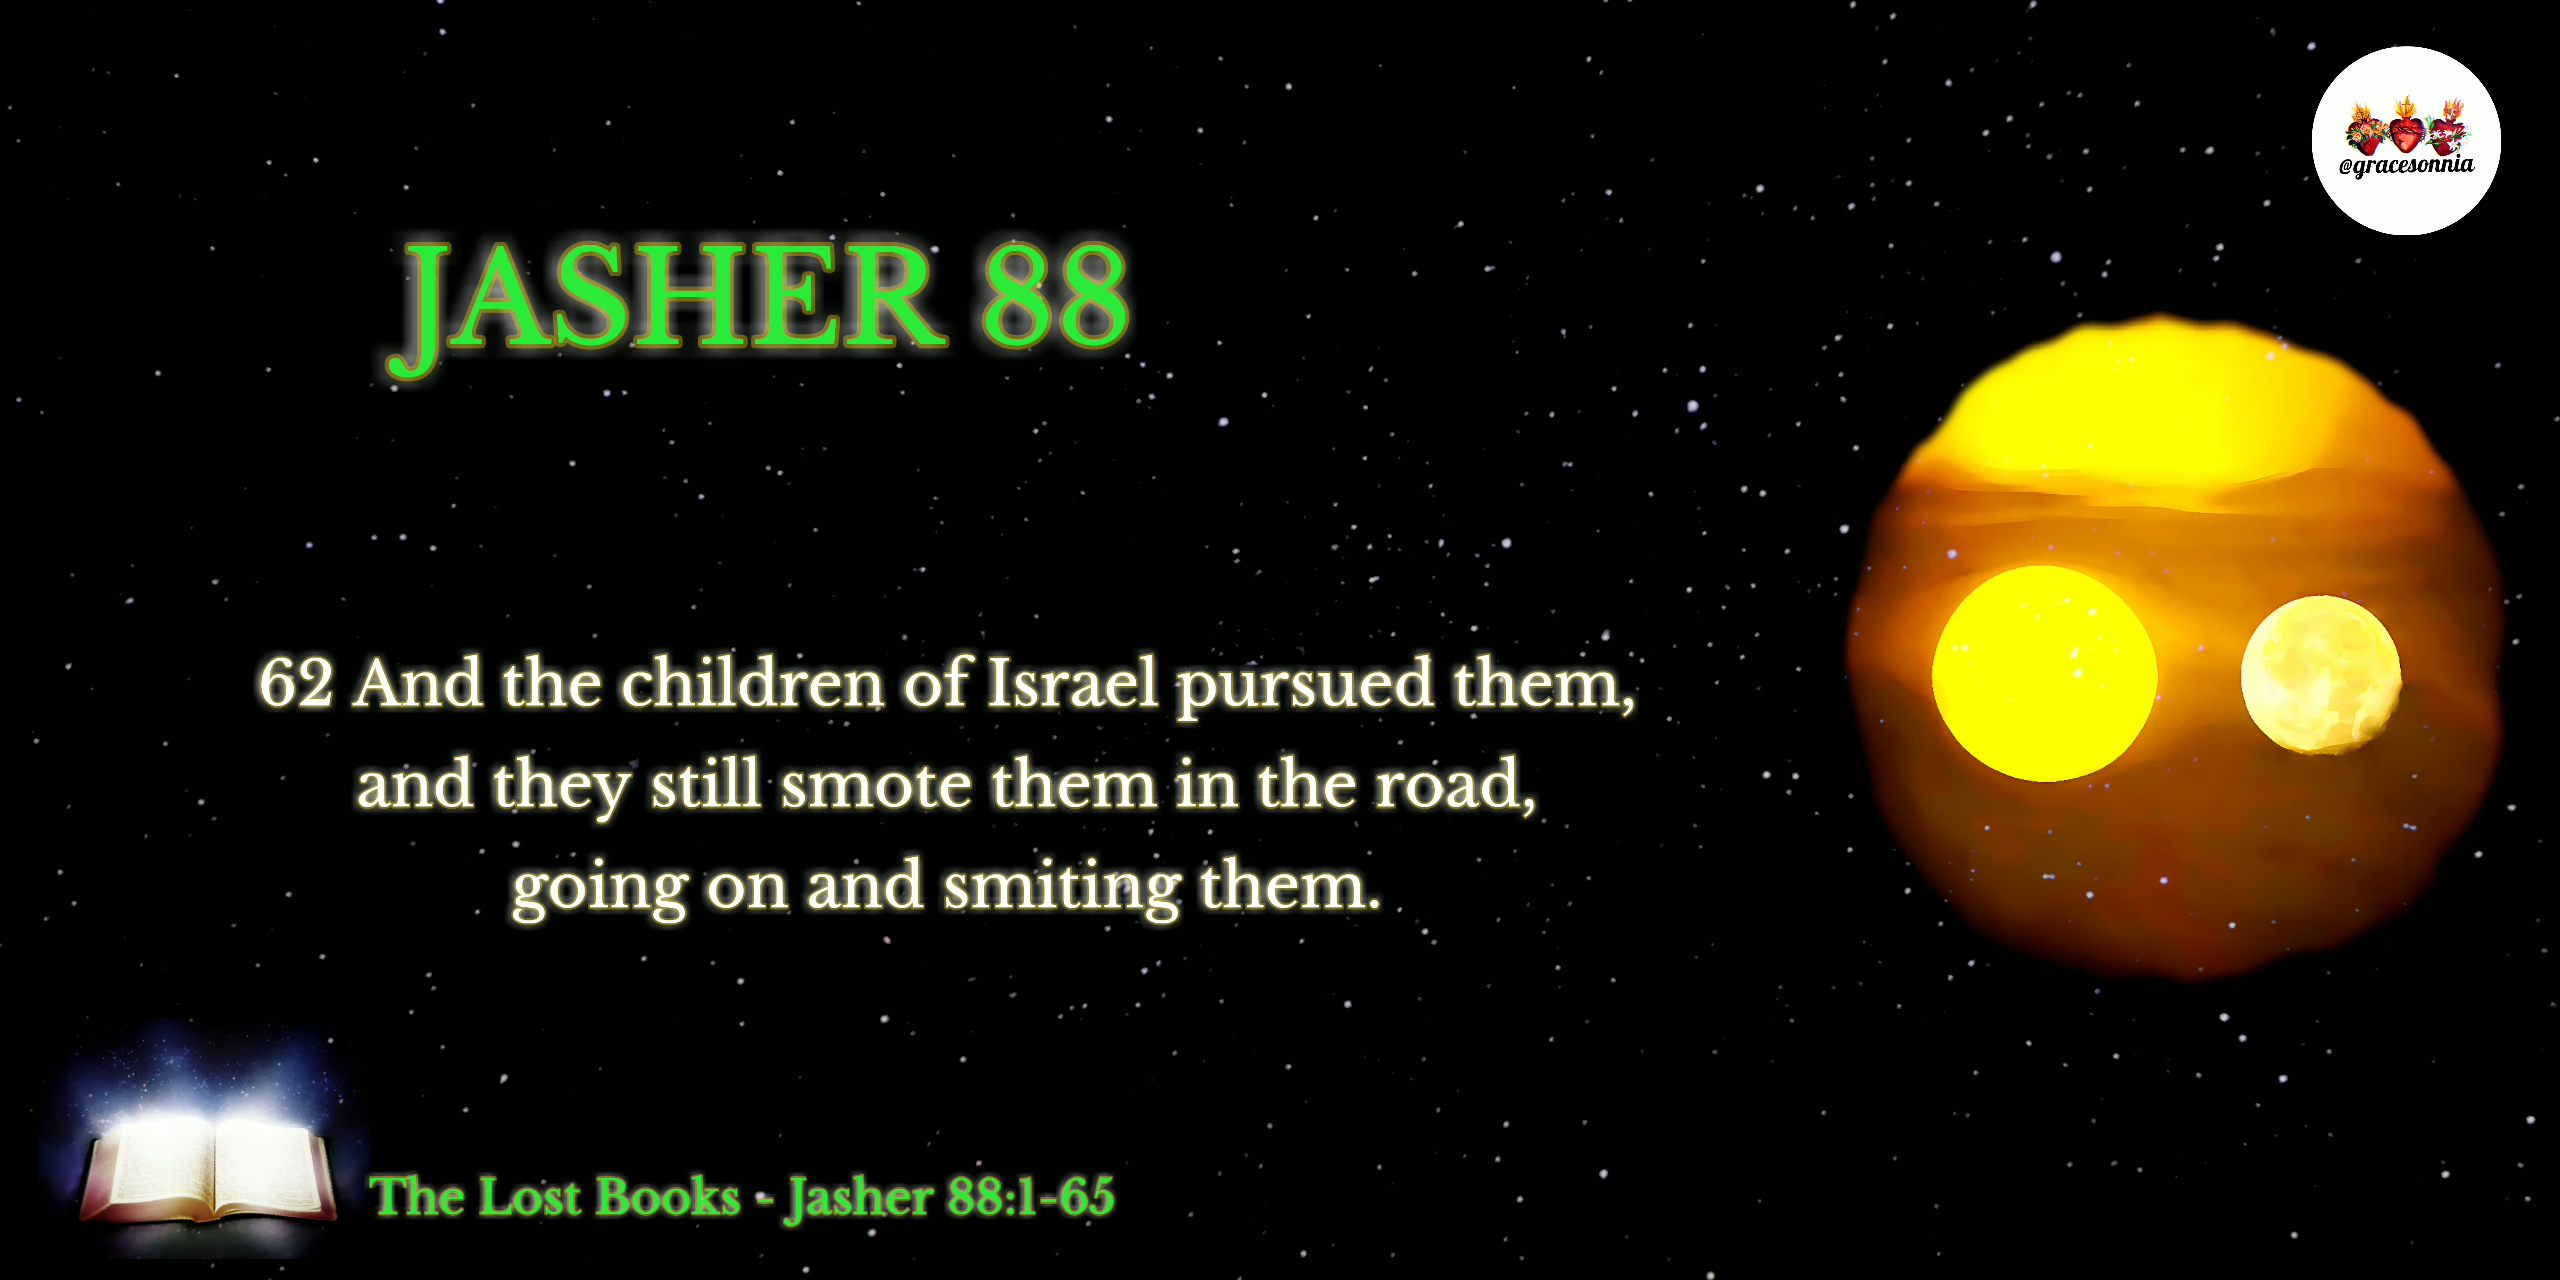 @gracesonnia
JASHER 88
62 And the children of Israel pursued them,
and they still smote them in the road,
going on and smiting them.
The Lost Books - Jasher 88:1-65